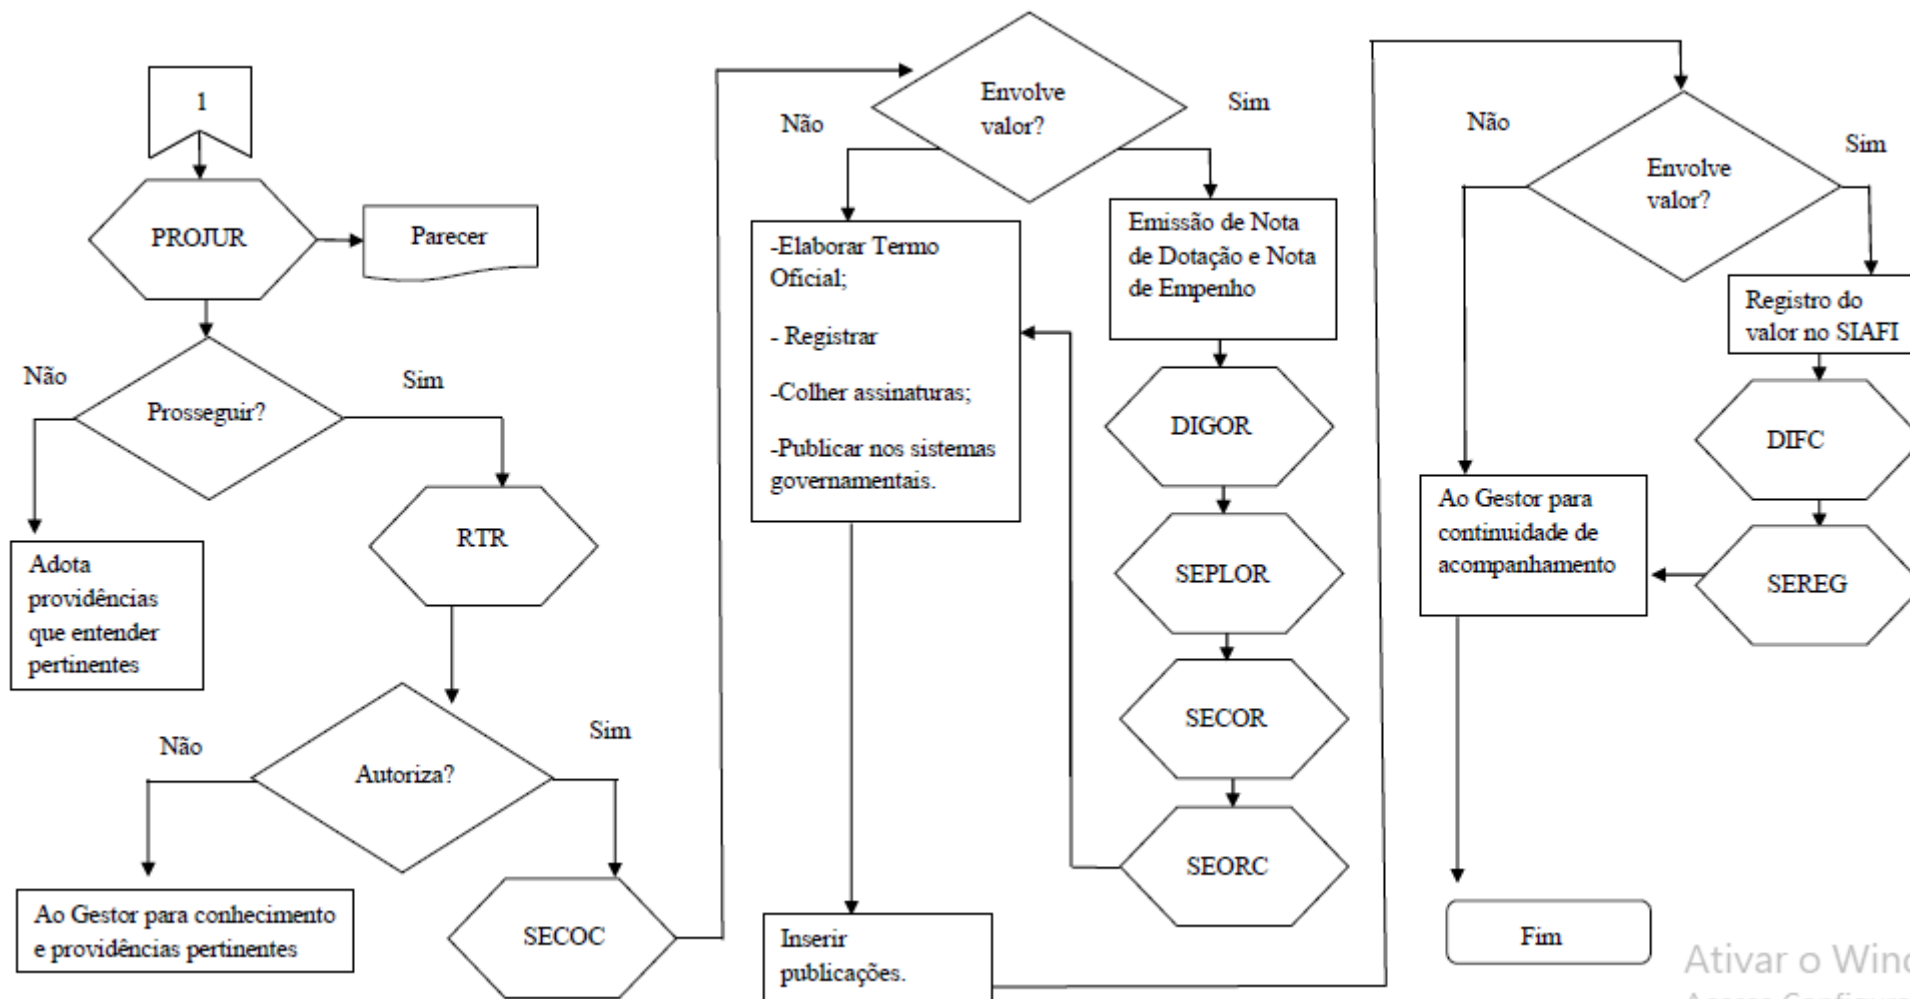 1
PROJUR
Parecer
Prosseguir?
Não
Sim
Adota
providências
que entender
pertinentes
RTR
Autoriza?
Não
Sim
Ao Gestor para conhecimento
e providências pertinentes
SECOC
Envolve
valor?
Não
Sim
-Elaborar Termo
Oficial;
- Registrar
-Colher assinaturas;
-Publicar nos sistemas
governamentais.
Emissão de Nota
de Dotação e Nota
de Empenho
DIGOR
SEPLOR
SECOR
SEORC
Inserir
publicações.
Envolve
valor?
Não
Sim
Registro do
valor no SIAFI
DIFC
SEREG
Ao Gestor para
continuidade de
acompanhamento
Fim
Ativar o Wind